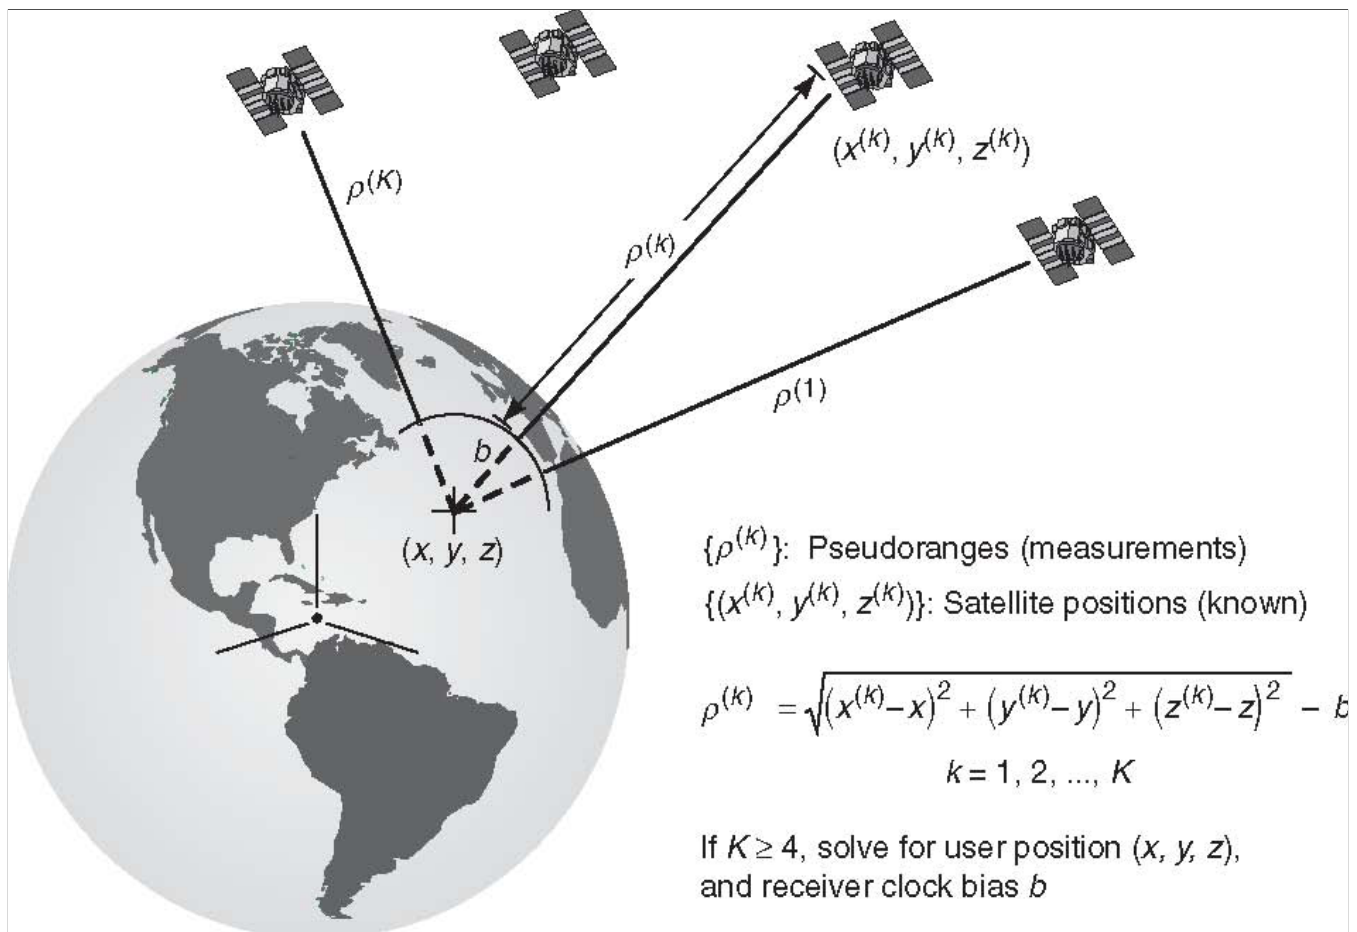 (x^(k), y^(k), z^(k))
ρ^(K)
ρ^(k)
ρ^(1)
b
(x, y, z)
{ρ^(k)}: Pseudoranges (measurements)
{(x^(k), y^(k), z^(k))}: Satellite positions (known)
ρ^(k) = √(x^(k)–x)^2 + (y^(k)–y)^2 + (z^(k)–z)^2 – b
k = 1, 2, ..., K
If K ≥ 4, solve for user position (x, y, z),
and receiver clock bias b